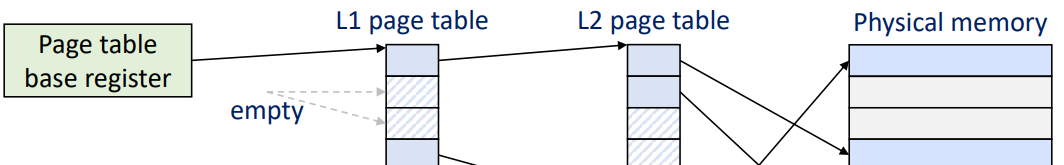 L1 page table
L2 page table
Physical memory
Page table
base register
empty